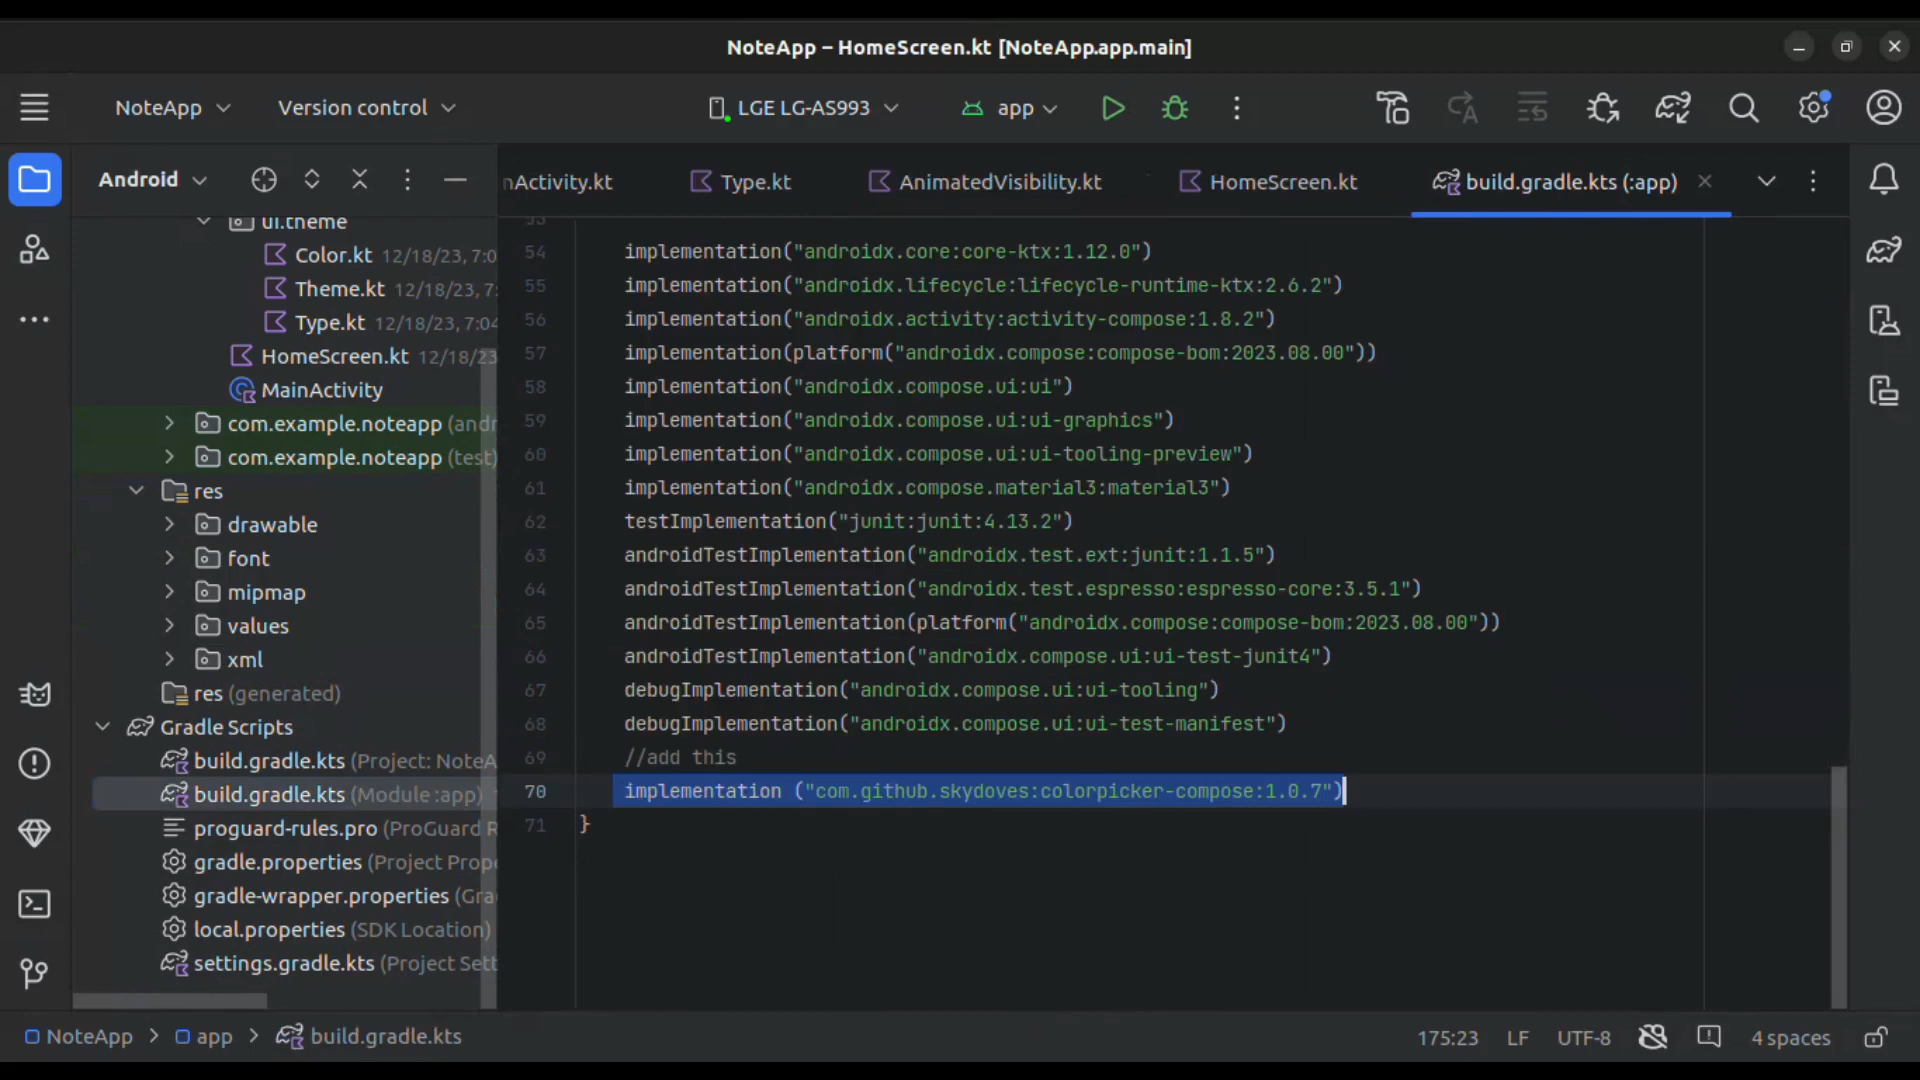 NoteApp – HomeScreen.kt [NoteApp.app.main]
NoteApp Version control LGE LG-AS993 app
Android
nActivity.kt Type.kt AnimatedVisibility.kt HomeScreen.kt build.gradle.kts (:app)
ui.theme
Color.kt 12/18/23, 7:0
Theme.kt 12/18/23, 7:
Type.kt 12/18/23, 7:04
HomeScreen.kt 12/18/23
MainActivity
com.example.noteapp (andr
com.example.noteapp (test)
res
drawable
font
mipmap
values
xml
res (generated)
Gradle Scripts
build.gradle.kts (Project: NoteA
build.gradle.kts (Module :app)
proguard-rules.pro (ProGuard R
gradle.properties (Project Prope
gradle-wrapper.properties (Gra
local.properties (SDK Location)
settings.gradle.kts (Project Sett
53
54 implementation("androidx.core:core-ktx:1.12.0")
55 implementation("androidx.lifecycle:lifecycle-runtime-ktx:2.6.2")
56 implementation("androidx.activity:activity-compose:1.8.2")
57 implementation(platform("androidx.compose:compose-bom:2023.08.00"))
58 implementation("androidx.compose.ui:ui")
59 implementation("androidx.compose.ui:ui-graphics")
60 implementation("androidx.compose.ui:ui-tooling-preview")
61 implementation("androidx.compose.material3:material3")
62 testImplementation("junit:junit:4.13.2")
63 androidTestImplementation("androidx.test.ext:junit:1.1.5")
64 androidTestImplementation("androidx.test.espresso:espresso-core:3.5.1")
65 androidTestImplementation(platform("androidx.compose:compose-bom:2023.08.00"))
66 androidTestImplementation("androidx.compose.ui:ui-test-junit4")
67 debugImplementation("androidx.compose.ui:ui-tooling")
68 debugImplementation("androidx.compose.ui:ui-test-manifest")
69 //add this
70 implementation ("com.github.skydoves:colorpicker-compose:1.0.7")
71 }
NoteApp > app > build.gradle.kts 175:23 LF UTF-8 4 spaces